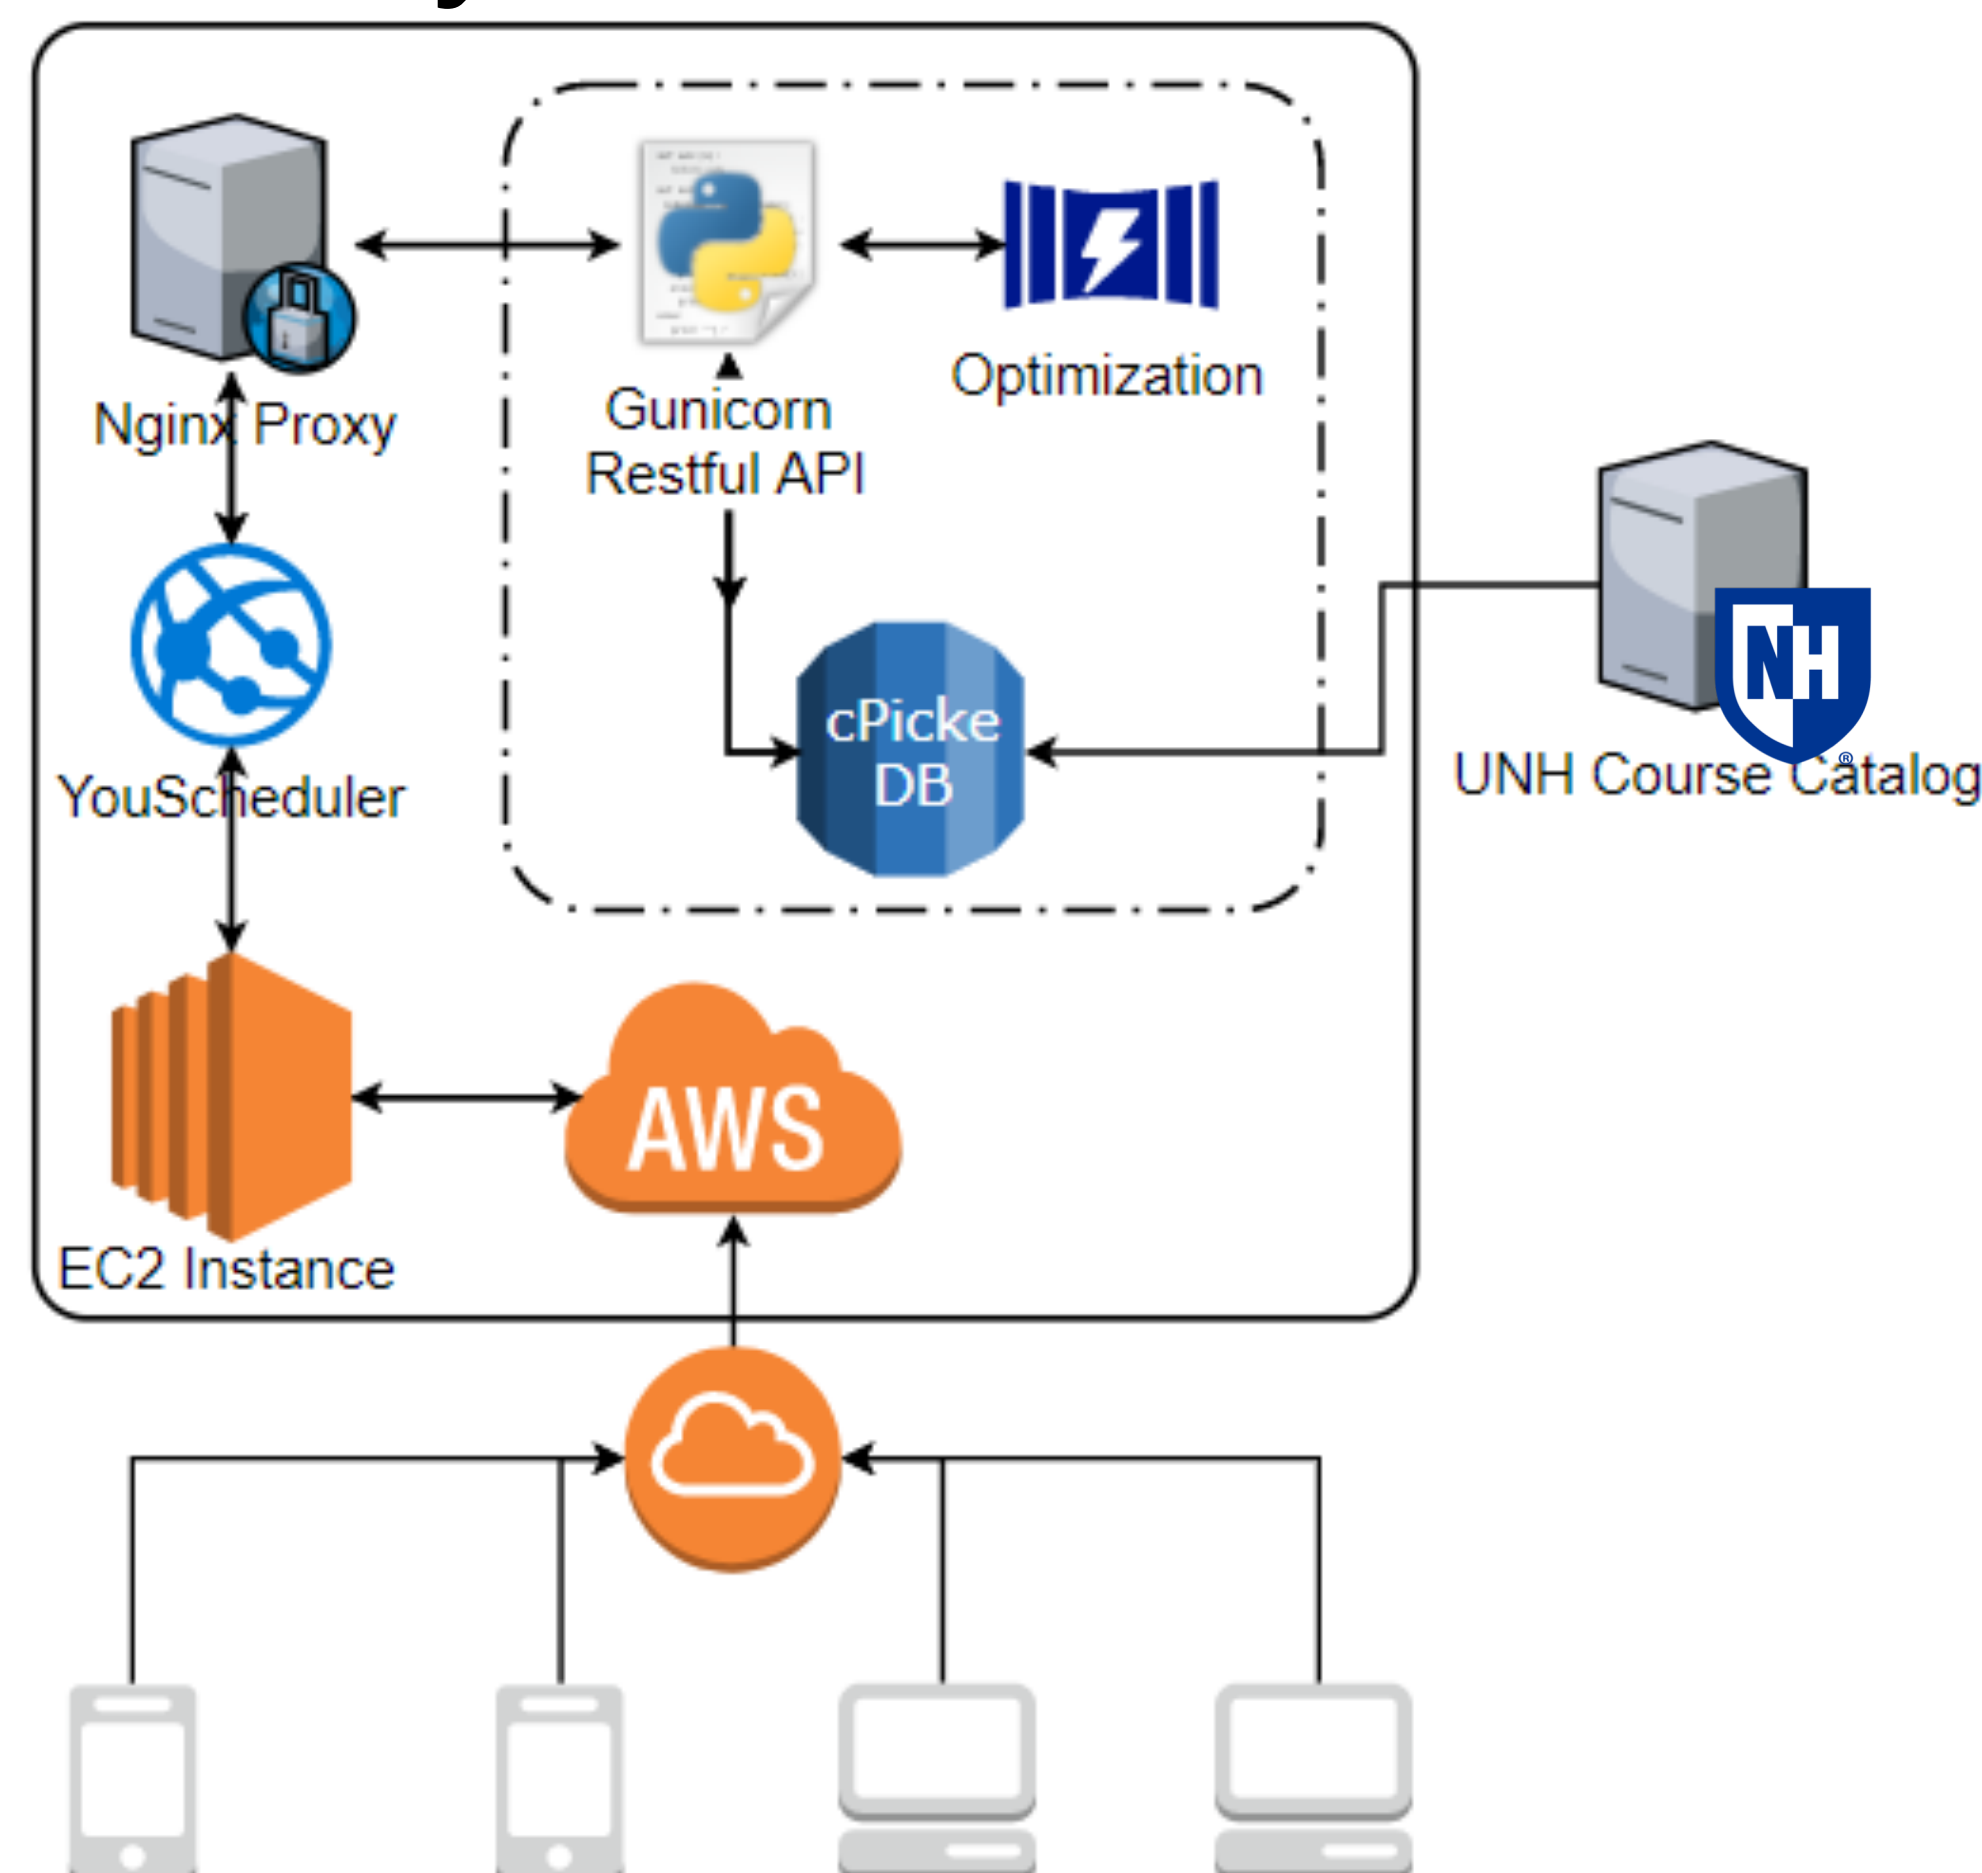 Nginx Proxy
Gunicorn
Restful API
Optimization
YouScheduler
cPicke
DB
NH
®
UNH Course Catalog
EC2 Instance
AWS